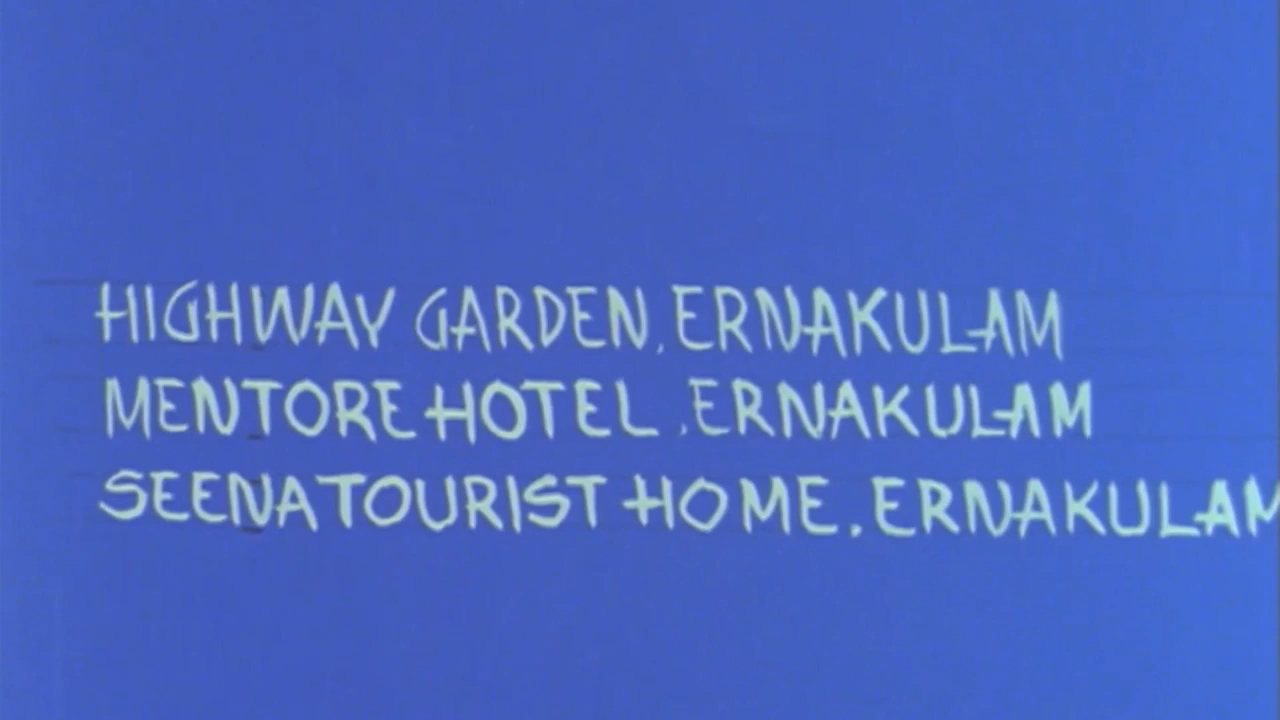 HIGHWAY GARDEN, ERNAKULAM
MENTORE HOTEL , ERNAKULAM
SEENA TOURIST HOME . ERNAKULAM